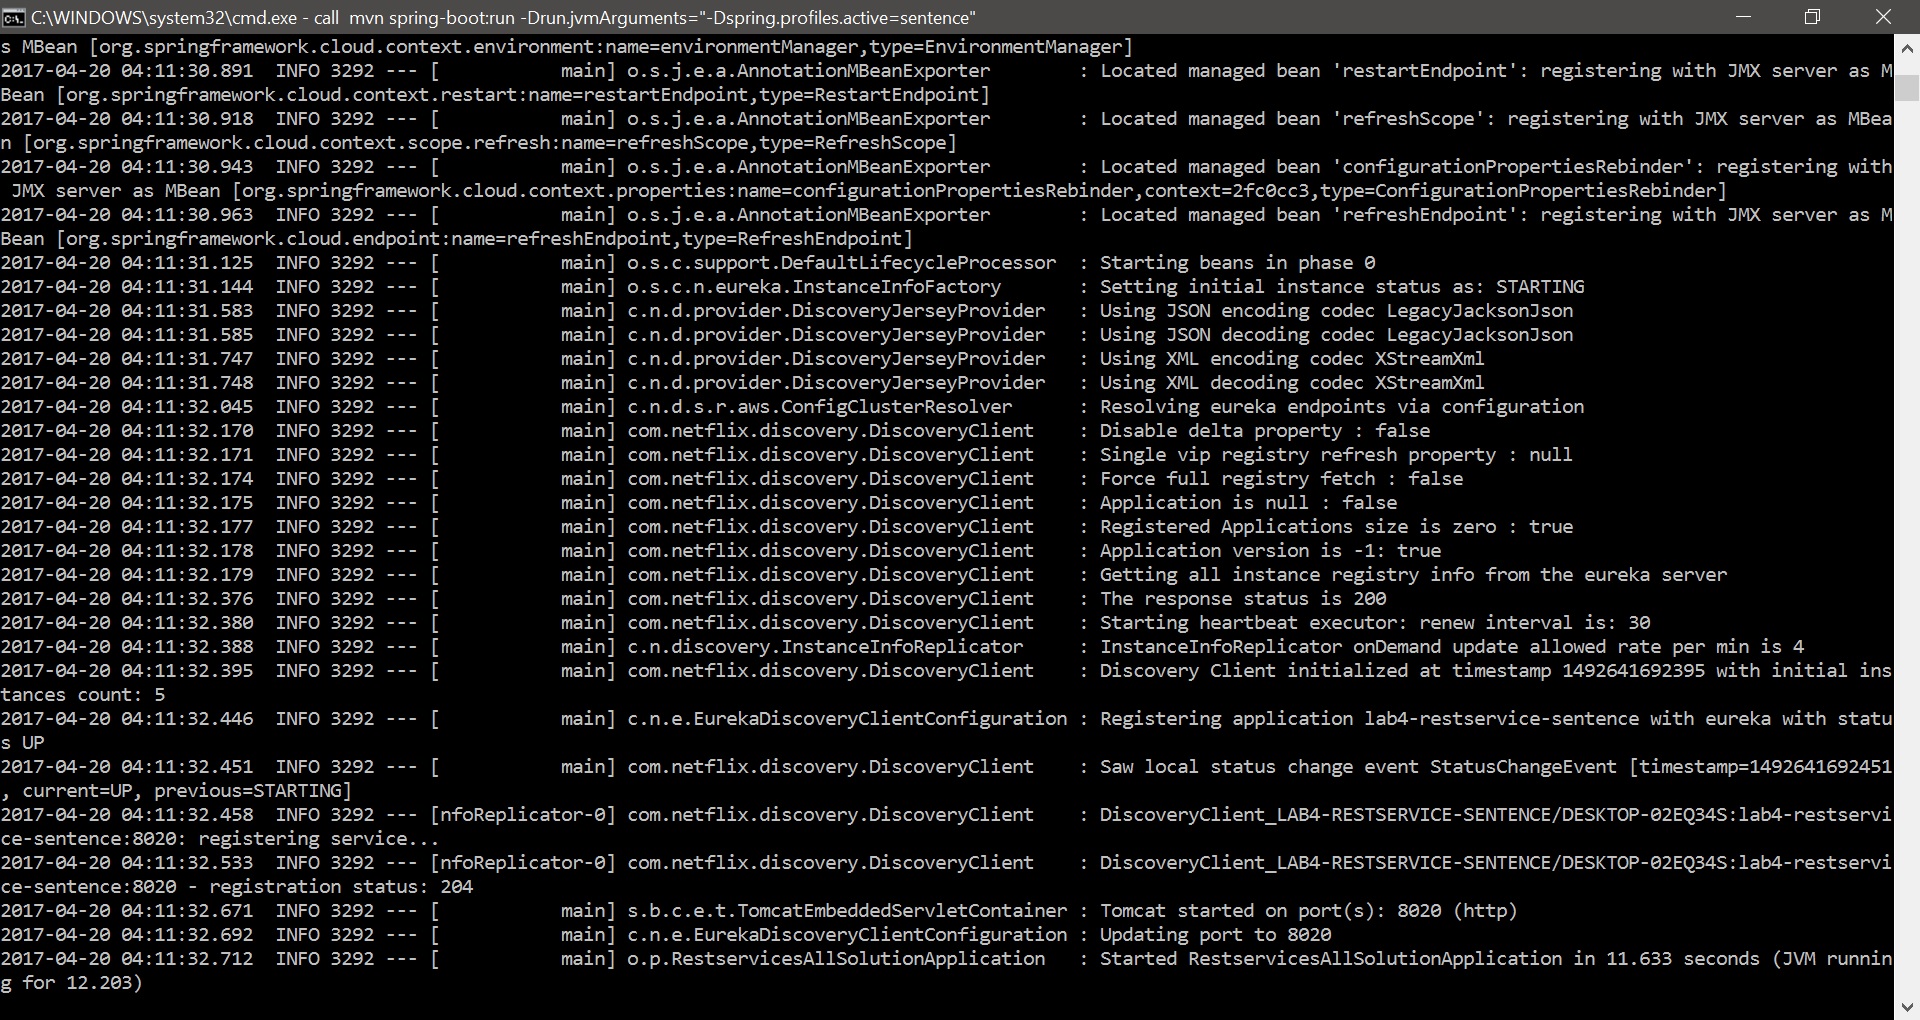 C:\WINDOWS\system32\cmd.exe - call  mvn spring-boot:run -Drun.jvmArguments="-Dspring.profiles.active=sentence"
s MBean [org.springframework.cloud.context.environment:name=environmentManager,type=EnvironmentManager]
2017-04-20 04:11:30.891  INFO 3292 --- [           main] o.s.j.e.a.AnnotationMBeanExporter        : Located managed bean 'restartEndpoint': registering with JMX server as M
Bean [org.springframework.cloud.context.restart:name=restartEndpoint,type=RestartEndpoint]
2017-04-20 04:11:30.918  INFO 3292 --- [           main] o.s.j.e.a.AnnotationMBeanExporter        : Located managed bean 'refreshScope': registering with JMX server as MBea
n [org.springframework.cloud.context.scope.refresh:name=refreshScope,type=RefreshScope]
2017-04-20 04:11:30.943  INFO 3292 --- [           main] o.s.j.e.a.AnnotationMBeanExporter        : Located managed bean 'configurationPropertiesRebinder': registering with
 JMX server as MBean [org.springframework.cloud.context.properties:name=configurationPropertiesRebinder,context=2fc0cc3,type=ConfigurationPropertiesRebinder]
2017-04-20 04:11:30.963  INFO 3292 --- [           main] o.s.j.e.a.AnnotationMBeanExporter        : Located managed bean 'refreshEndpoint': registering with JMX server as M
Bean [org.springframework.cloud.endpoint:name=refreshEndpoint,type=RefreshEndpoint]
2017-04-20 04:11:31.125  INFO 3292 --- [           main] o.s.c.support.DefaultLifecycleProcessor  : Starting beans in phase 0
2017-04-20 04:11:31.144  INFO 3292 --- [           main] o.s.c.n.eureka.InstanceInfoFactory       : Setting initial instance status as: STARTING
2017-04-20 04:11:31.583  INFO 3292 --- [           main] c.n.d.provider.DiscoveryJerseyProvider   : Using JSON encoding codec LegacyJacksonJson
2017-04-20 04:11:31.585  INFO 3292 --- [           main] c.n.d.provider.DiscoveryJerseyProvider   : Using JSON decoding codec LegacyJacksonJson
2017-04-20 04:11:31.747  INFO 3292 --- [           main] c.n.d.provider.DiscoveryJerseyProvider   : Using XML encoding codec XStreamXml
2017-04-20 04:11:31.748  INFO 3292 --- [           main] c.n.d.provider.DiscoveryJerseyProvider   : Using XML decoding codec XStreamXml
2017-04-20 04:11:32.045  INFO 3292 --- [           main] c.n.d.s.r.aws.ConfigClusterResolver      : Resolving eureka endpoints via configuration
2017-04-20 04:11:32.170  INFO 3292 --- [           main] com.netflix.discovery.DiscoveryClient    : Disable delta property : false
2017-04-20 04:11:32.171  INFO 3292 --- [           main] com.netflix.discovery.DiscoveryClient    : Single vip registry refresh property : null
2017-04-20 04:11:32.174  INFO 3292 --- [           main] com.netflix.discovery.DiscoveryClient    : Force full registry fetch : false
2017-04-20 04:11:32.175  INFO 3292 --- [           main] com.netflix.discovery.DiscoveryClient    : Application is null : false
2017-04-20 04:11:32.177  INFO 3292 --- [           main] com.netflix.discovery.DiscoveryClient    : Registered Applications size is zero : true
2017-04-20 04:11:32.178  INFO 3292 --- [           main] com.netflix.discovery.DiscoveryClient    : Application version is -1: true
2017-04-20 04:11:32.179  INFO 3292 --- [           main] com.netflix.discovery.DiscoveryClient    : Getting all instance registry info from the eureka server
2017-04-20 04:11:32.376  INFO 3292 --- [           main] com.netflix.discovery.DiscoveryClient    : The response status is 200
2017-04-20 04:11:32.380  INFO 3292 --- [           main] com.netflix.discovery.DiscoveryClient    : Starting heartbeat executor: renew interval is: 30
2017-04-20 04:11:32.388  INFO 3292 --- [           main] c.n.discovery.InstanceInfoReplicator     : InstanceInfoReplicator onDemand update allowed rate per min is 4
2017-04-20 04:11:32.395  INFO 3292 --- [           main] com.netflix.discovery.DiscoveryClient    : Discovery Client initialized at timestamp 1492641692395 with initial ins
tances count: 5
2017-04-20 04:11:32.446  INFO 3292 --- [           main] c.n.e.EurekaDiscoveryClientConfiguration : Registering application lab4-restservice-sentence with eureka with statu
s UP
2017-04-20 04:11:32.451  INFO 3292 --- [           main] com.netflix.discovery.DiscoveryClient    : Saw local status change event StatusChangeEvent [timestamp=1492641692451
, current=UP, previous=STARTING]
2017-04-20 04:11:32.458  INFO 3292 --- [nfoReplicator-0] com.netflix.discovery.DiscoveryClient    : DiscoveryClient_LAB4-RESTSERVICE-SENTENCE/DESKTOP-02EQ34S:lab4-restservi
ce-sentence:8020: registering service...
2017-04-20 04:11:32.533  INFO 3292 --- [nfoReplicator-0] com.netflix.discovery.DiscoveryClient    : DiscoveryClient_LAB4-RESTSERVICE-SENTENCE/DESKTOP-02EQ34S:lab4-restservi
ce-sentence:8020 - registration status: 204
2017-04-20 04:11:32.671  INFO 3292 --- [           main] s.b.c.e.t.TomcatEmbeddedServletContainer : Tomcat started on port(s): 8020 (http)
2017-04-20 04:11:32.692  INFO 3292 --- [           main] c.n.e.EurekaDiscoveryClientConfiguration : Updating port to 8020
2017-04-20 04:11:32.712  INFO 3292 --- [           main] o.p.RestservicesAllSolutionApplication   : Started RestservicesAllSolutionApplication in 11.633 seconds (JVM runnin
g for 12.203)